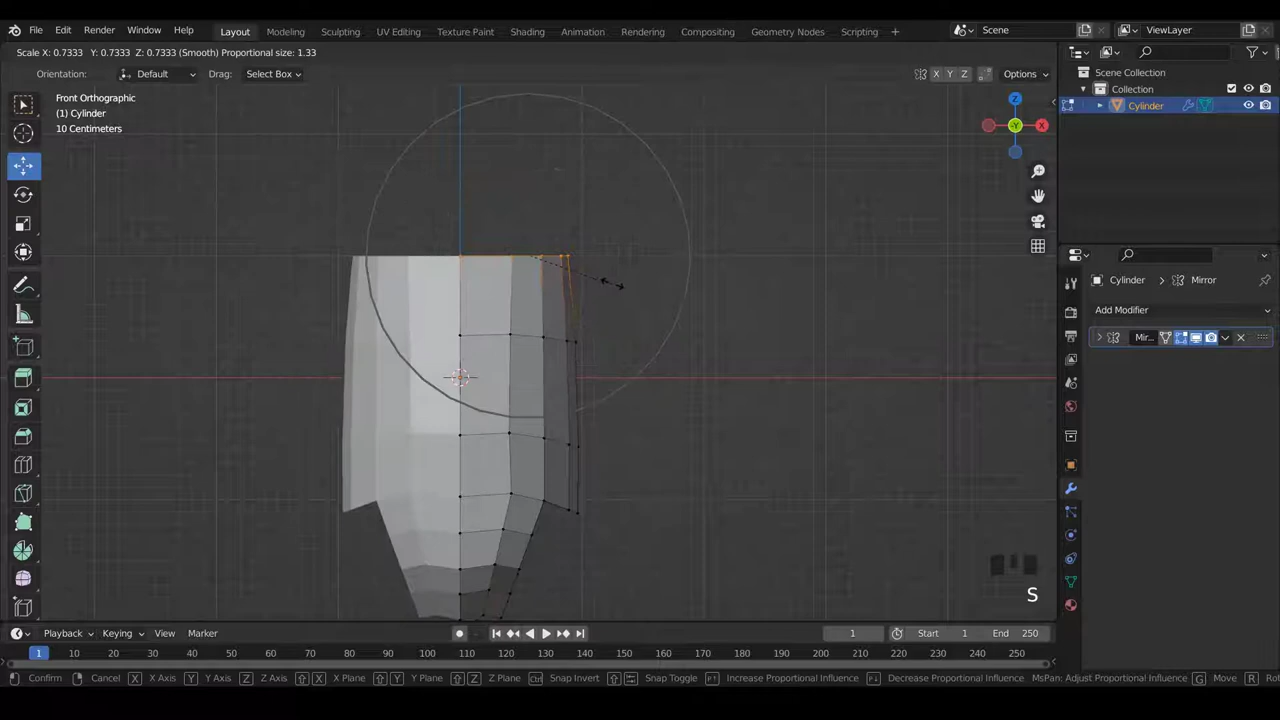 File Edit Render Window Help Layout Modeling Sculpting UV Editing Texture Paint Shading Animation Rendering Compositing Geometry Nodes Scripting + Scene ViewLayer
Scale X: 0.7333 Y: 0.7333 Z: 0.7333 (Smooth) Proportional size: 1.33
Orientation: Default Drag: Select Box X Y Z Options
Front Orthographic
(1) Cylinder
10 Centimeters
Scene Collection
Collection
Cylinder
Z
-Y
X
Cylinder > Mirror
Add Modifier
Mir...
S
Playback Keying View Marker 1 Start 1 End 250
1 10 20 30 40 50 60 70 80 90 100 110 120 130 140 150 160 170 180 190 200 210 220 230 240 250
Confirm Cancel X X Axis Y Y Axis Z Z Axis X X Plane Y Y Plane Z Z Plane Ctrl Snap Invert Snap Toggle Increase Proportional Influence Decrease Proportional Influence MsPan: Adjust Proportional Influence G Move R Rot